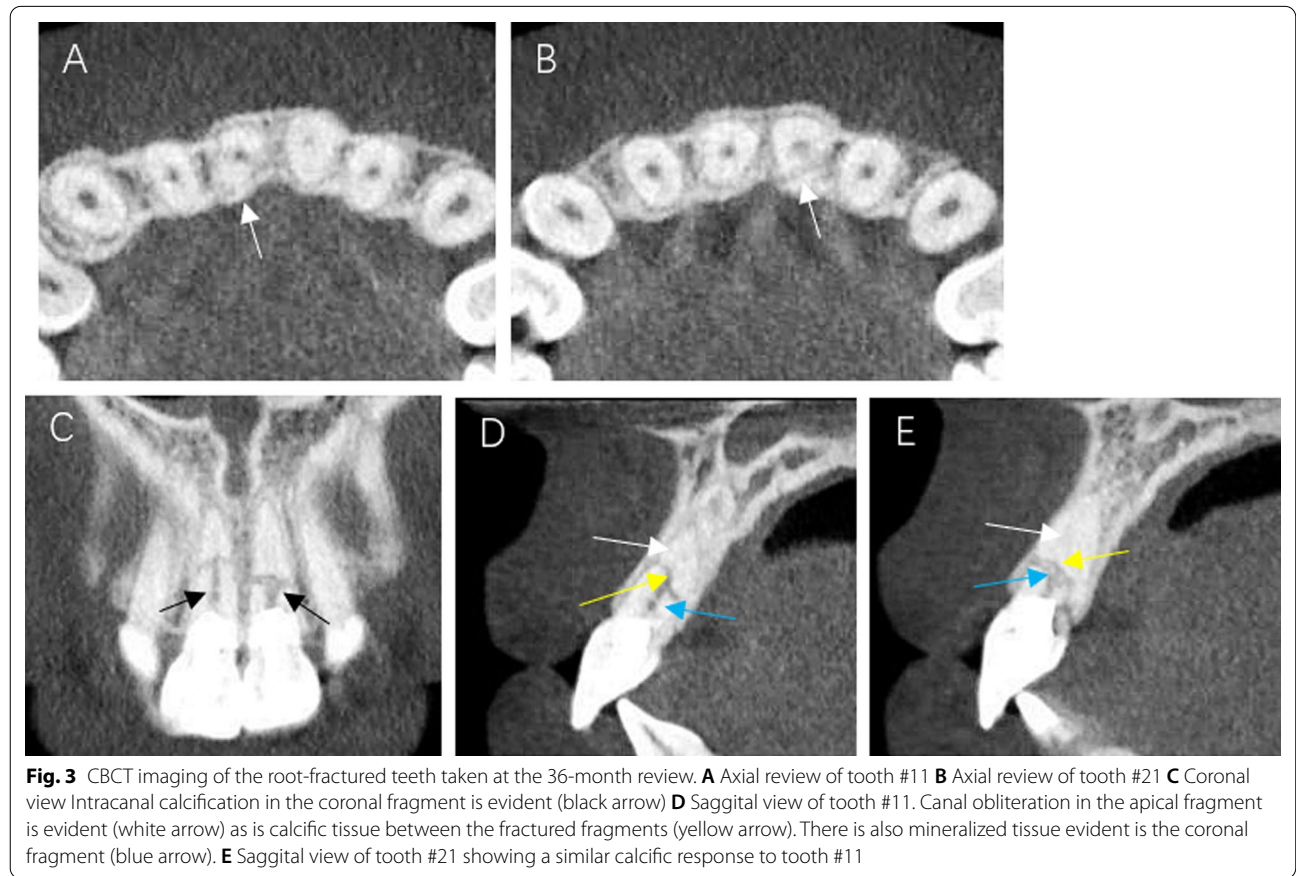 A
B
C
D
E
Fig. 3 CBCT imaging of the root-fractured teeth taken at the 36-month review. A Axial review of tooth #11 B Axial review of tooth #21 C Coronal
view Intracanal calcification in the coronal fragment is evident (black arrow) D Saggital view of tooth #11. Canal obliteration in the apical fragment
is evident (white arrow) as is calcific tissue between the fractured fragments (yellow arrow). There is also mineralized tissue evident is the coronal
fragment (blue arrow). E Saggital view of tooth #21 showing a similar calcific response to tooth #11